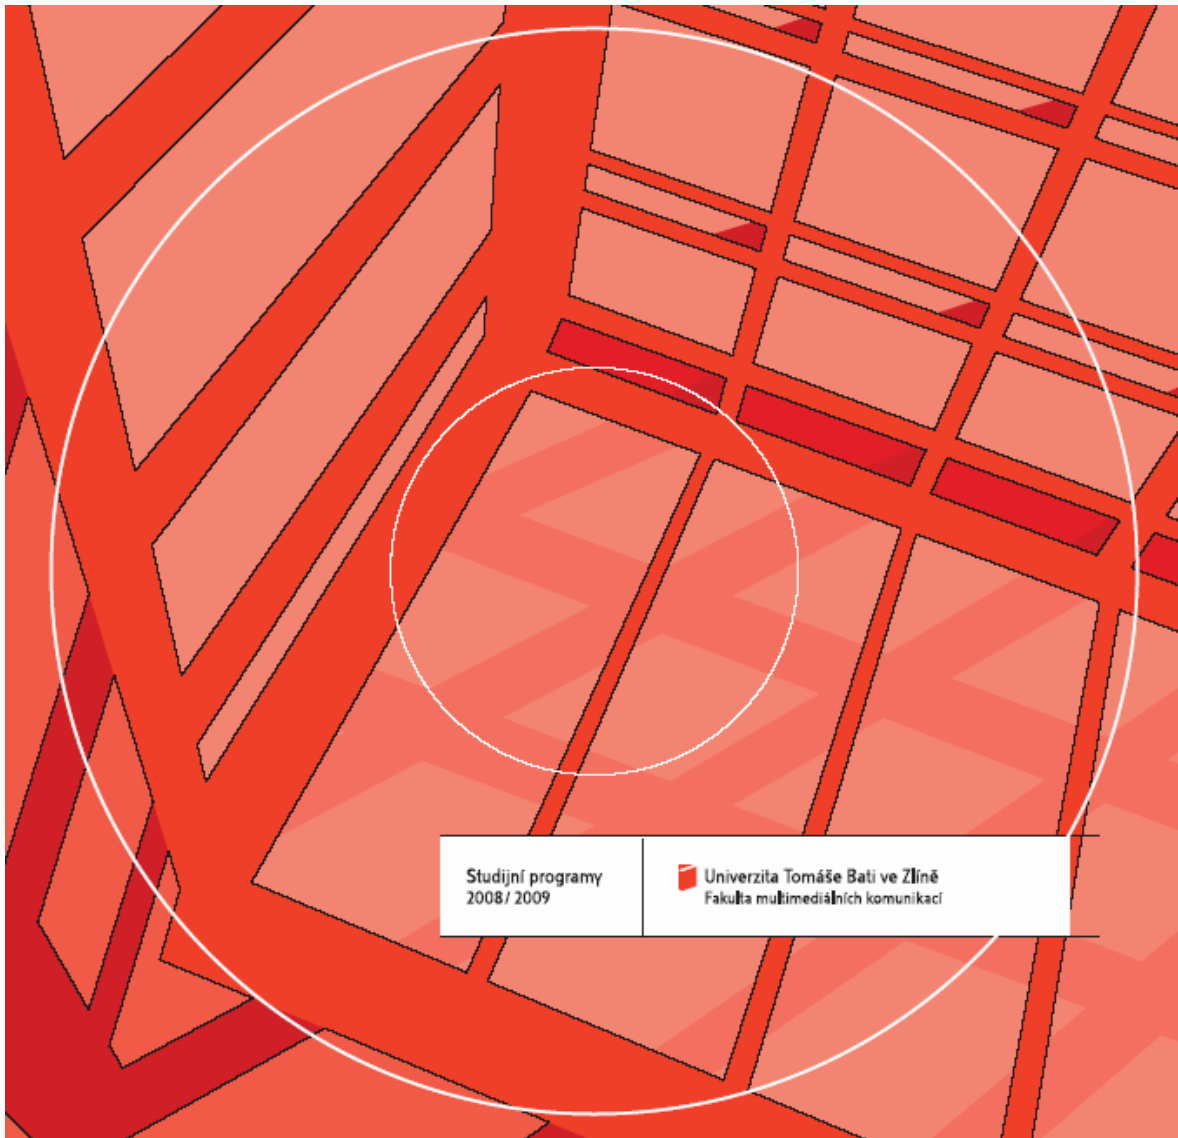 Studijní programy
2008/2009
Univerzita Tomáše Bati ve Zlíně
Fakulta multimediálních komunikací